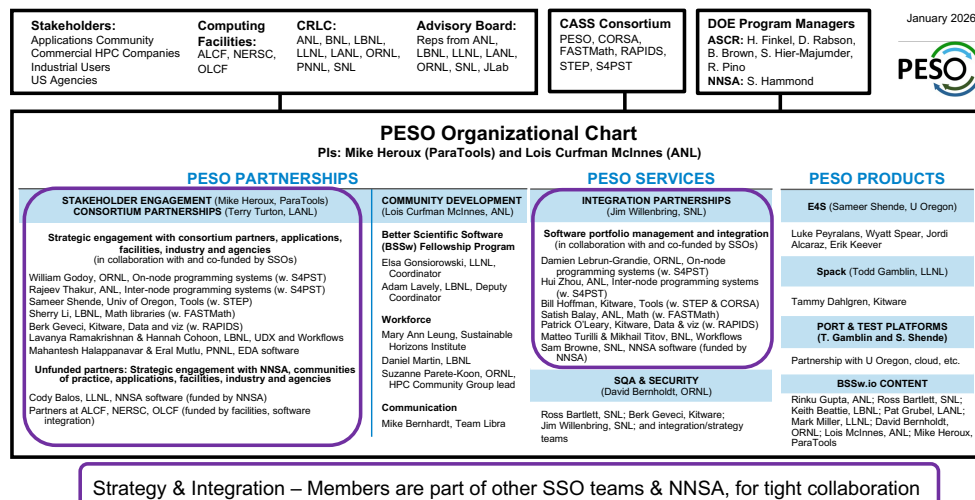 Stakeholders:
Applications Community
Commercial HPC Companies
Industrial Users
US Agencies
Computing
Facilities:
ALCF, NERSC,
OLCF
CRLC:
ANL, BNL, LBNL,
LLNL, LANL, ORNL,
PNNL, SNL
Advisory Board:
Reps from ANL,
LBNL, LLNL, LANL,
ORNL, SNL, JLab
CASS Consortium
PESO, CORSA,
FASTMath, RAPIDS,
STEP, S4PST
DOE Program Managers
ASCR: H. Finkel, D. Rabson,
B. Brown, S. Hier-Majumder,
R. Pino
NNSA: S. Hammond
January 2026
PESO
PESO Organizational Chart
PIs: Mike Heroux (ParaTools) and Lois Curfman McInnes (ANL)
PESO PARTNERSHIPS
STAKEHOLDER ENGAGEMENT (Mike Heroux, ParaTools)
CONSORTIUM PARTNERSHIPS (Terry Turton, LANL)
Strategic engagement with consortium partners, applications,
facilities, industry and agencies
(in collaboration with and co-funded by SSOs)
William Godoy, ORNL, On-node programming systems (w. S4PST)
Rajeev Thakur, ANL, Inter-node programming systems (w. S4PST)
Sameer Shende, Univ of Oregon, Tools (w. STEP)
Sherry Li, LBNL, Math libraries (w. FASTMath)
Berk Geveci, Kitware, Data and viz (w. RAPIDS)
Lavanya Ramakrishnan & Hannah Cohoon, LBNL, UDX and Workflows
Mahantesh Halappanavar & Eral Mutlu, PNNL, EDA software
Unfunded partners: Strategic engagement with NNSA, communities
of practice, applications, facilities, industry and agencies
Cody Balos, LLNL, NNSA software (funded by NNSA)
Partners at ALCF, NERSC, OLCF (funded by facilities, software
integration)
COMMUNITY DEVELOPMENT
(Lois Curfman McInnes, ANL)
Better Scientific Software
(BSSw) Fellowship Program
Elsa Gonsiorowski, LLNL,
Coordinator
Adam Lavely, LBNL, Deputy
Coordinator
Workforce
Mary Ann Leung, Sustainable
Horizons Institute
Daniel Martin, LBNL
Suzanne Parete-Koon, ORNL,
HPC Community Group lead
Communication
Mike Bernhardt, Team Libra
PESO SERVICES
INTEGRATION PARTNERSHIPS
(Jim Willenbring, SNL)
Software portfolio management and integration
(in collaboration with and co-funded by SSOs)
Damien Lebrun-Grandie, ORNL, On-node
programming systems (w. S4PST)
Hui Zhou, ANL, Inter-node programming systems
(w. S4PST)
Bill Hoffman, Kitware, Tools (w. STEP & CORSA)
Satish Balay, ANL, Math (w. FASTMath)
Patrick O'Leary, Kitware, Data & viz (w. RAPIDS)
Matteo Turilli & Mikhail Titov, BNL, Workflows
Sam Browne, SNL, NNSA software (funded by
NNSA)
SQA & SECURITY
(David Bernholdt, ORNL)
Ross Bartlett, SNL; Berk Geveci, Kitware;
Jim Willenbring, SNL; and integration/strategy
teams
PESO PRODUCTS
E4S (Sameer Shende, U Oregon)
Luke Peyralans, Wyatt Spear, Jordi
Alcaraz, Erik Keever
Spack (Todd Gamblin, LLNL)
Tammy Dahlgren, Kitware
PORT & TEST PLATFORMS
(T. Gamblin and S. Shende)
Partnership with U Oregon, cloud, etc.
BSSw.io CONTENT
Rinku Gupta, ANL; Ross Bartlett, SNL;
Keith Beattie, LBNL; Pat Grubel, LANL;
Mark Miller, LLNL; David Bernholdt,
ORNL; Lois McInnes, ANL; Mike Heroux,
ParaTools
Strategy & Integration – Members are part of other SSO teams & NNSA, for tight collaboration